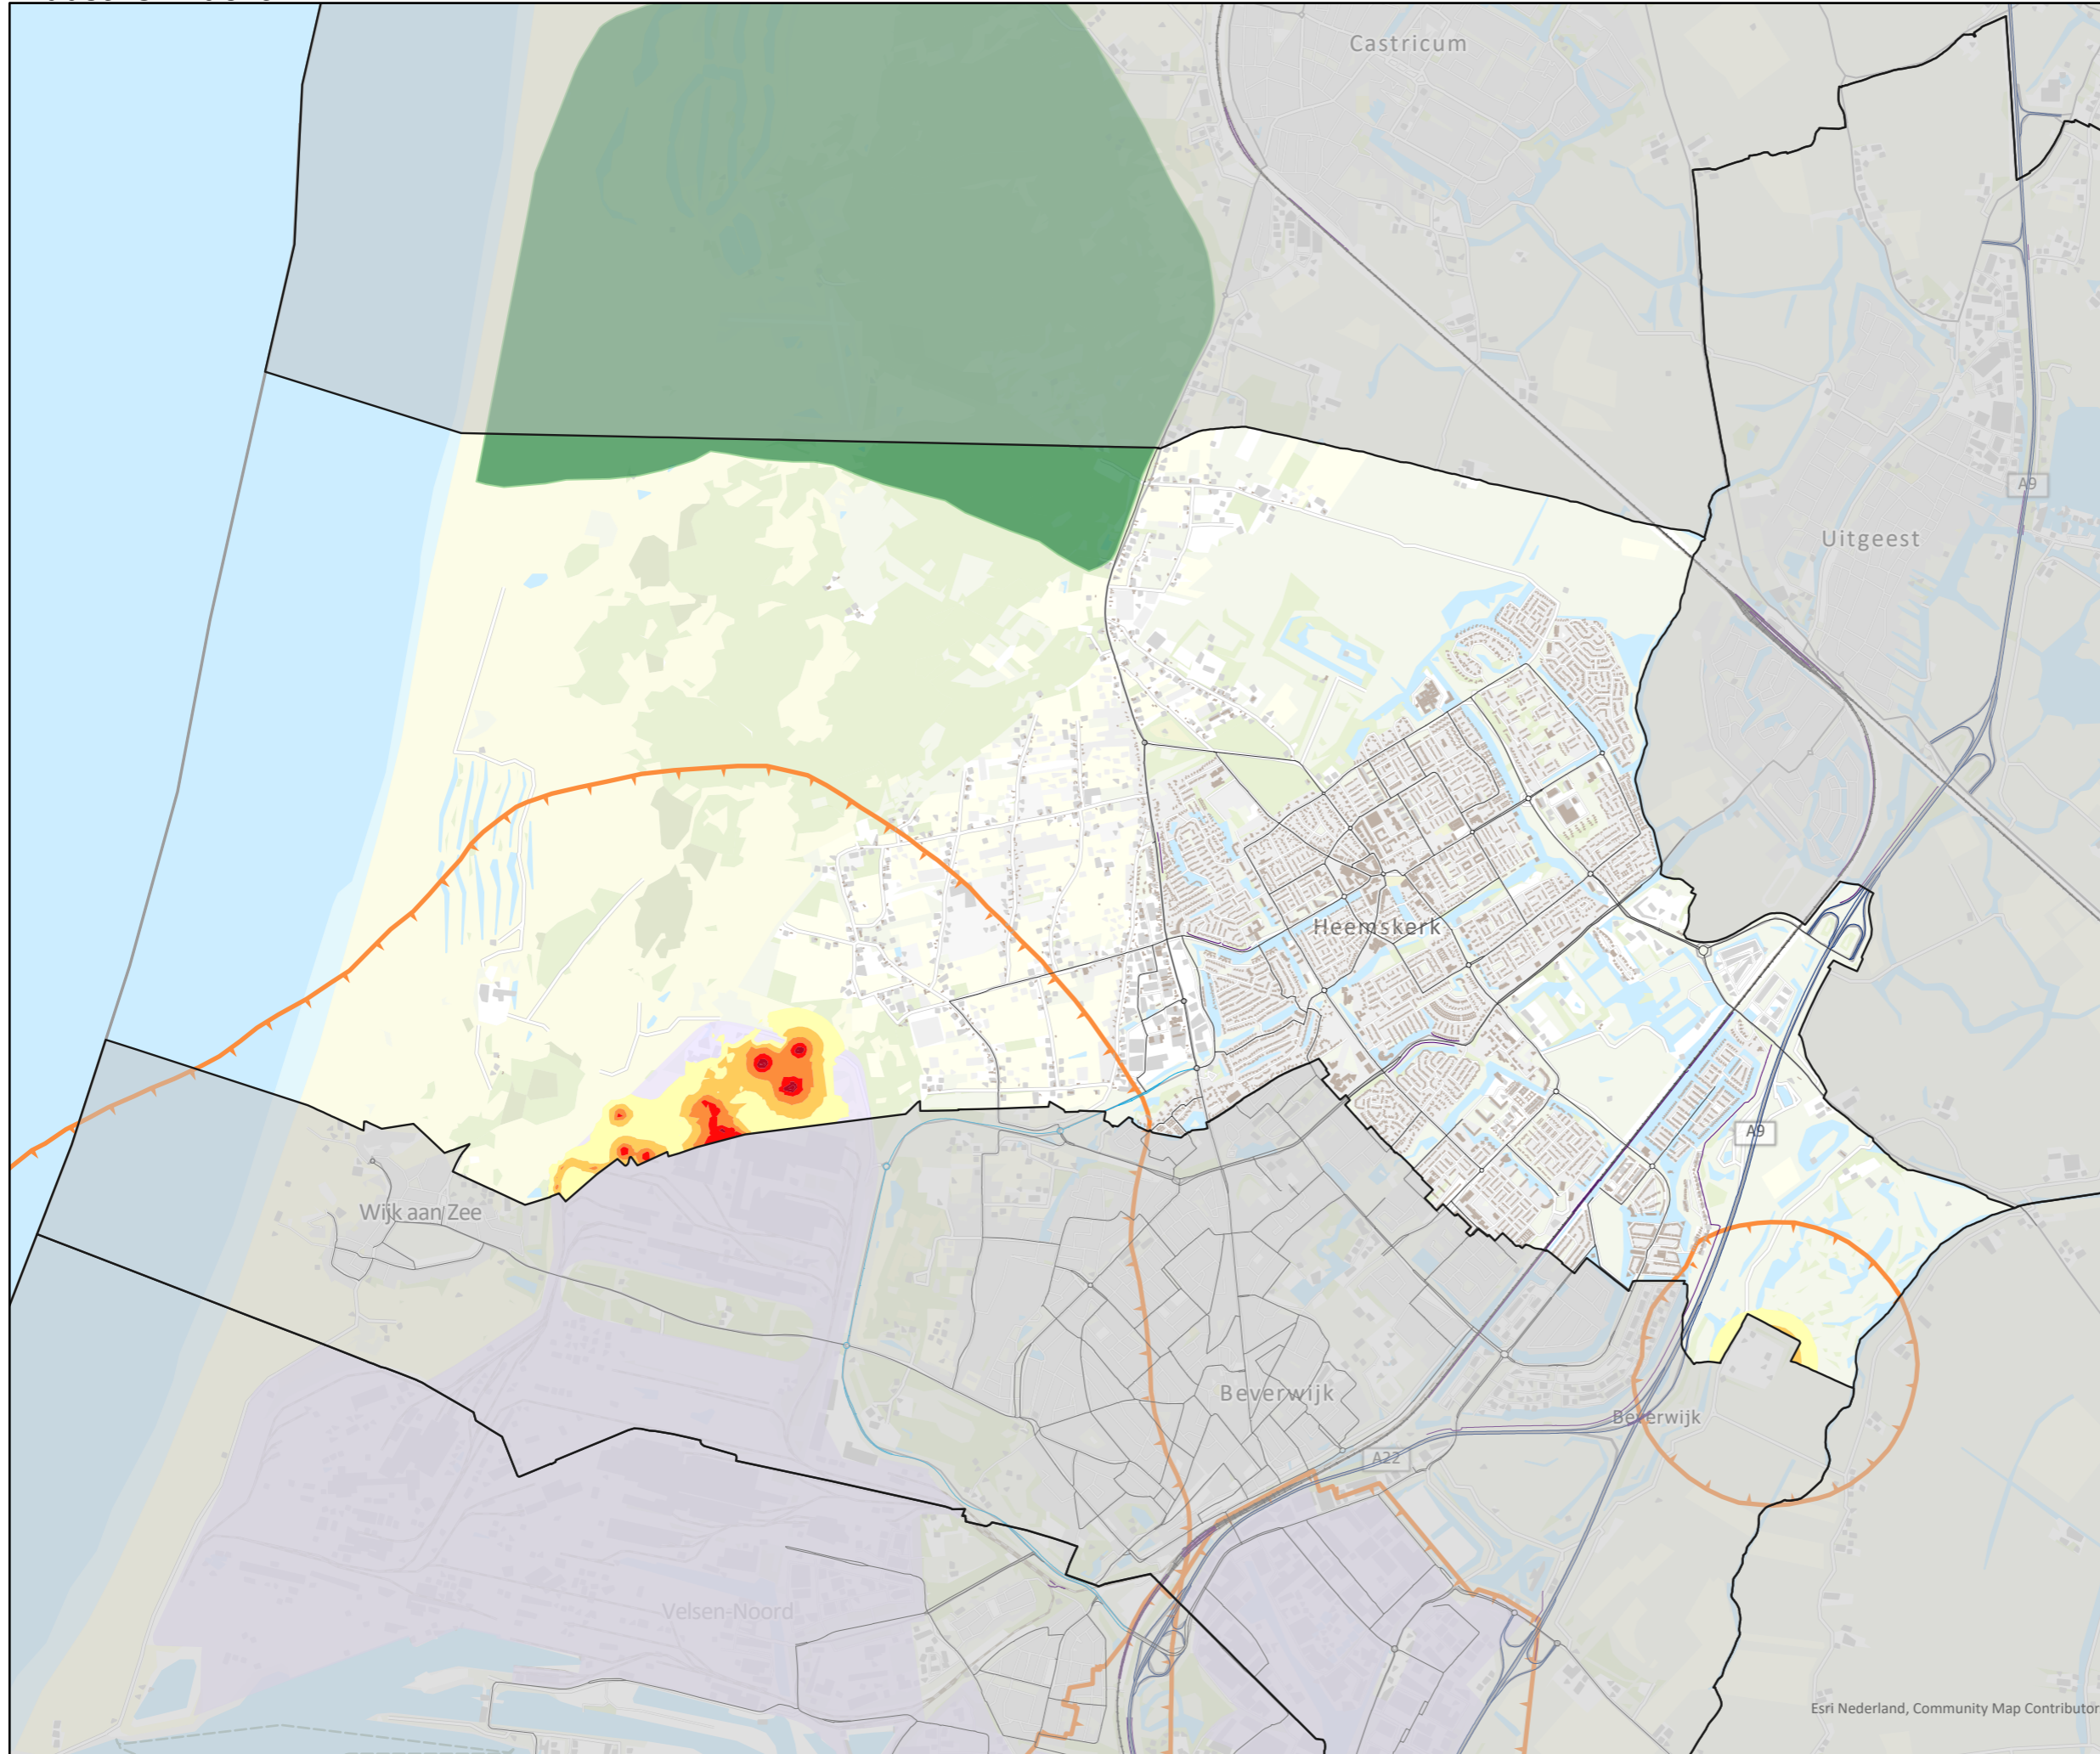 Castricum
A9
Uitgeest
Heemskerk
A9
Wijk aan Zee
Beverwijk
Beverwijk
A22
Velsen-Noord
Esri Nederland, Community Map Contributor